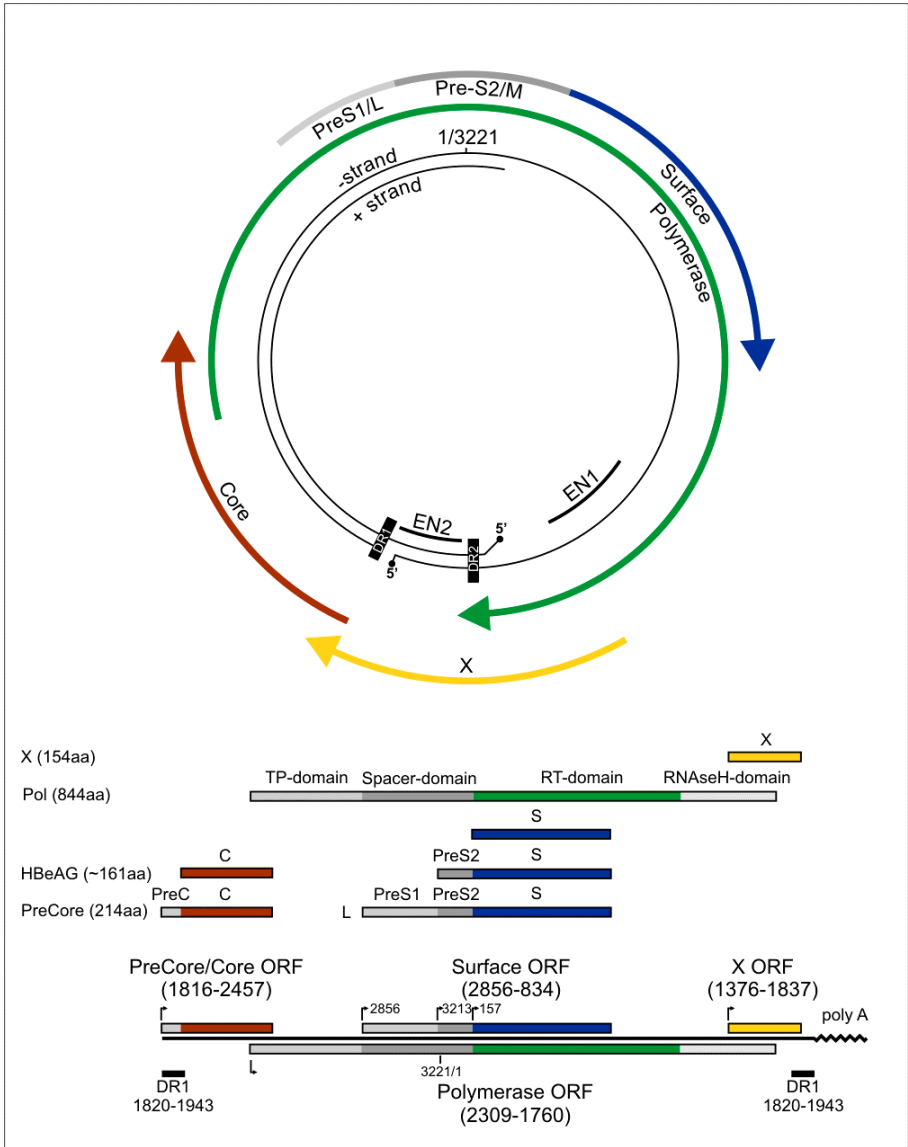 PreS1/L
Pre-S2/M
Surface
Polymerase
1/3221
-strand
+ strand
EN1
EN2
DR1
DR2
5’
5’
Core
X
X
X (154aa)
TP-domain Spacer-domain RT-domain RNAseH-domain
Pol (844aa)
S
C PreS2 S
HBeAG (~161aa)
PreC C PreS1 PreS2 S
PreCore (214aa) L
PreCore/Core ORF
(1816-2457)
Surface ORF
(2856-834)
X ORF
(1376-1837)
2856 3213 157
poly A
3221/1
DR1
1820-1943
Polymerase ORF
(2309-1760)
DR1
1820-1943